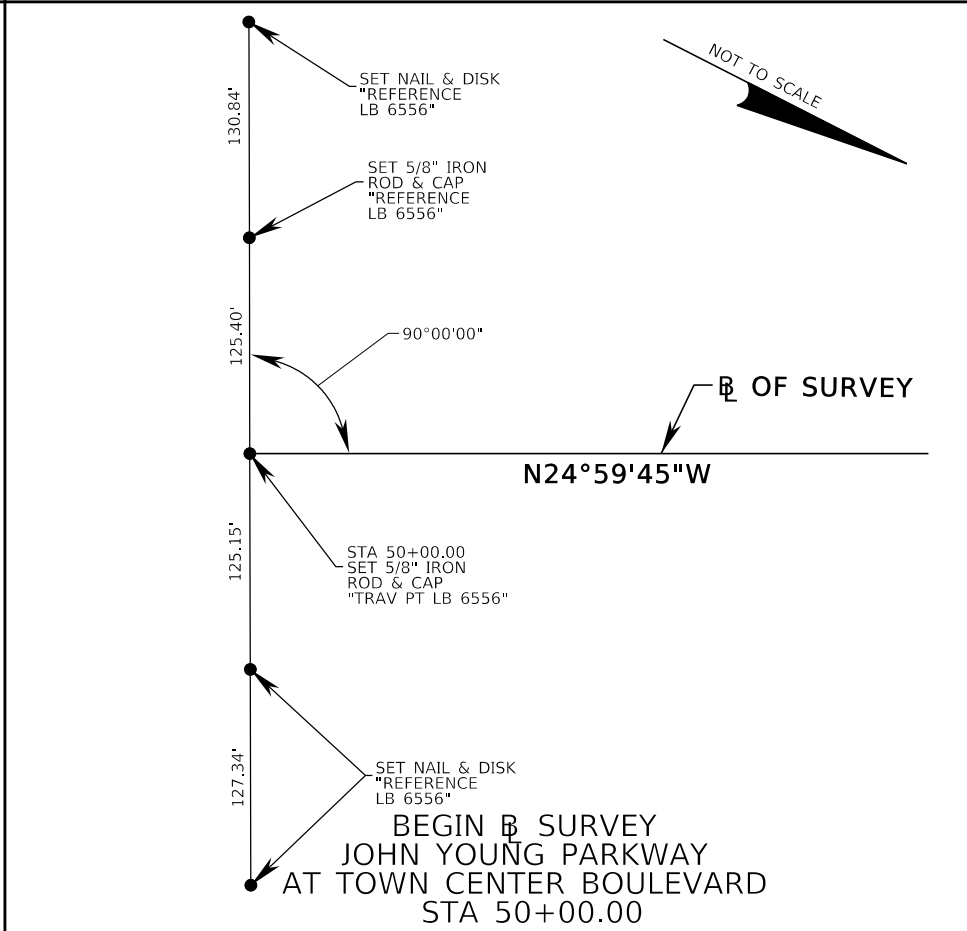 SET NAIL & DISK
"REFERENCE
LB 6556"
NOT TO SCALE
130.84'
SET 5/8" IRON
ROD & CAP
"REFERENCE
LB 6556"
125.40'
90°00'00"
BL OF SURVEY
N24°59'45"W
125.15'
STA 50+00.00
SET 5/8" IRON
ROD & CAP
"TRAV PT LB 6556"
127.34'
SET NAIL & DISK
"REFERENCE
LB 6556"
BEGIN BL SURVEY
JOHN YOUNG PARKWAY
AT TOWN CENTER BOULEVARD
STA 50+00.00